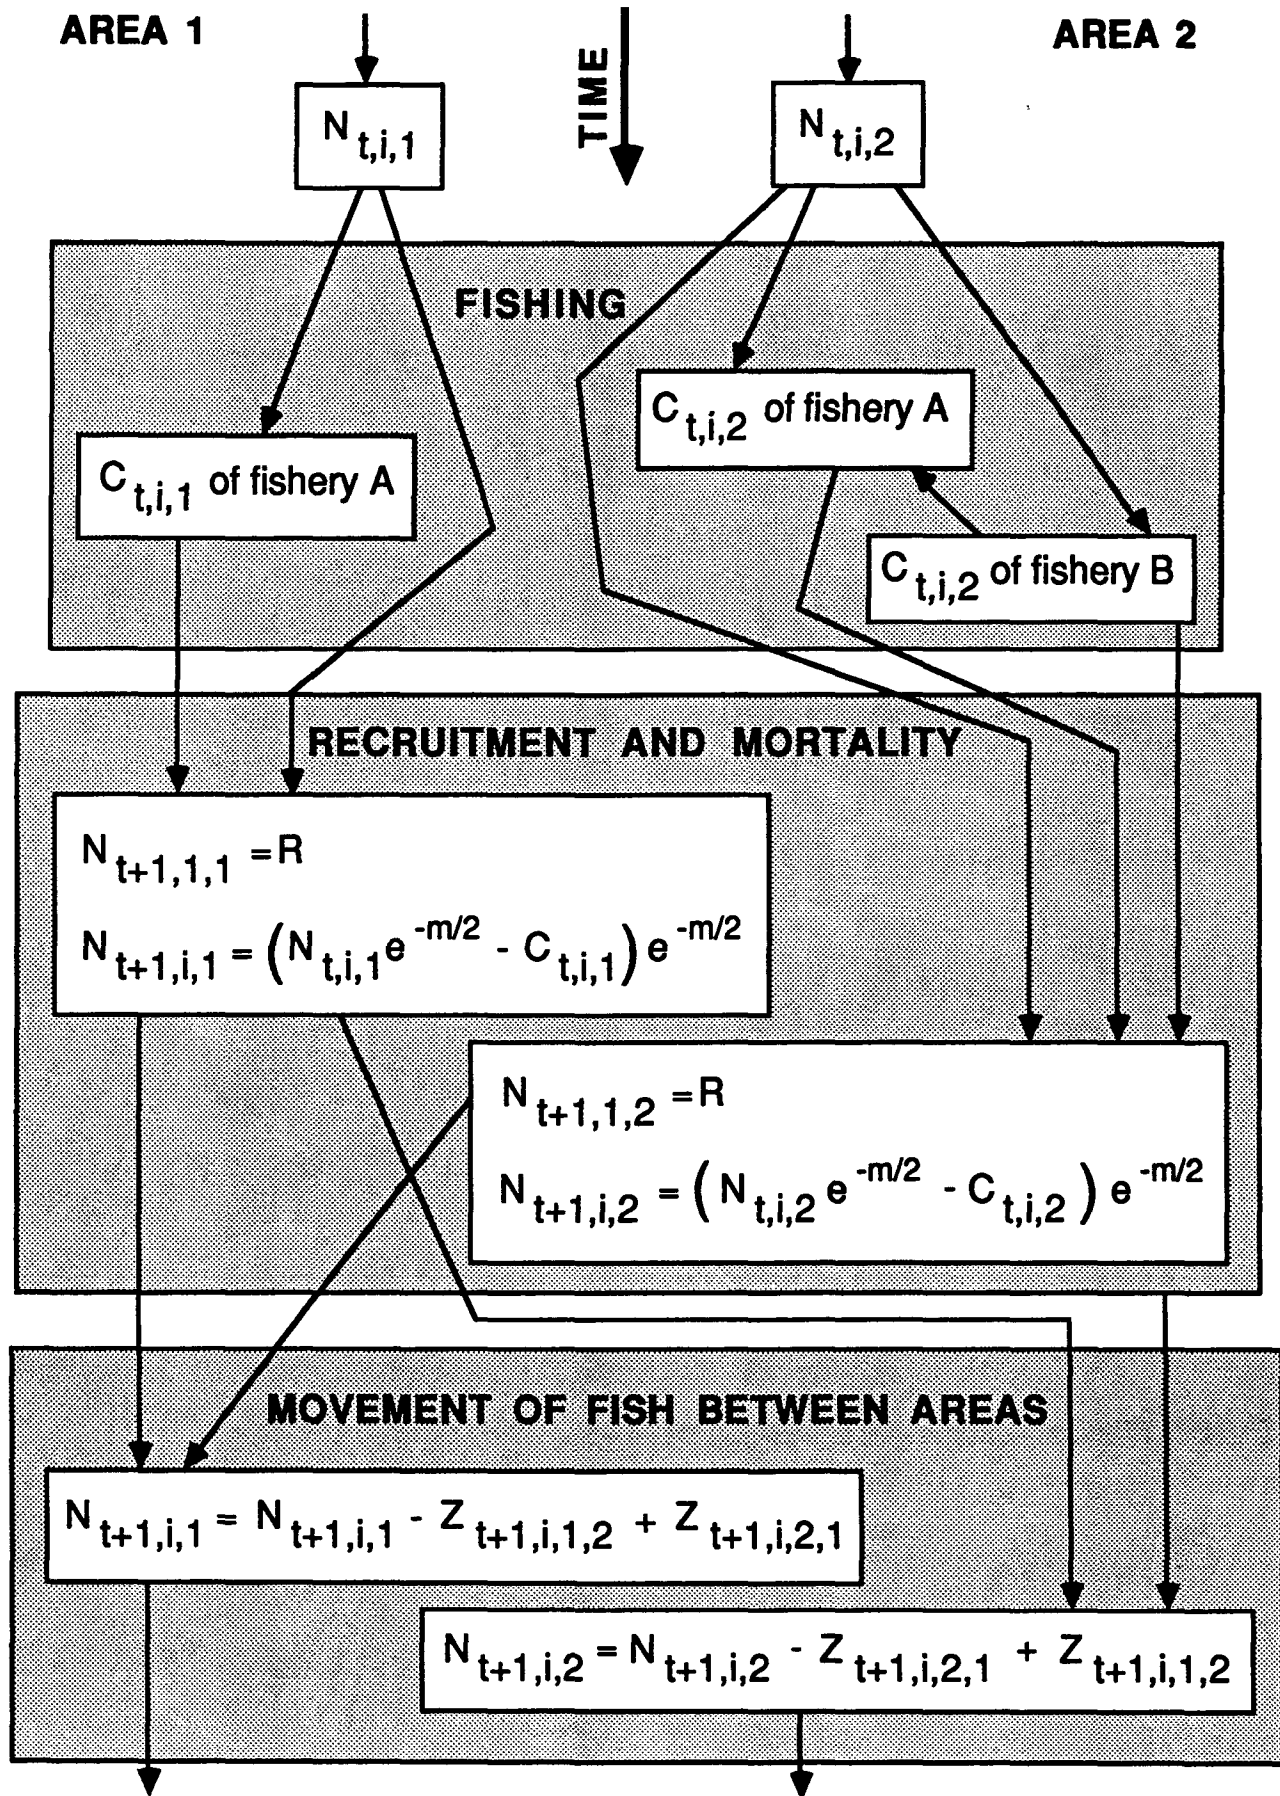 AREA 1
AREA 2
TIME
N t,i,1
N t,i,2
FISHING
C t,i,2 of fishery A
C t,i,1 of fishery A
C t,i,2 of fishery B
RECRUITMENT AND MORTALITY
N t+1,1,1 = R
N t+1,i,1 = (N t,i,1 e -m/2 - C t,i,1) e -m/2
N t+1,1,2 = R
N t+1,i,2 = (N t,i,2 e -m/2 - C t,i,2) e -m/2
MOVEMENT OF FISH BETWEEN AREAS
N t+1,i,1 = N t+1,i,1 - Z t+1,i,1,2 + Z t+1,i,2,1
N t+1,i,2 = N t+1,i,2 - Z t+1,i,2,1 + Z t+1,i,1,2